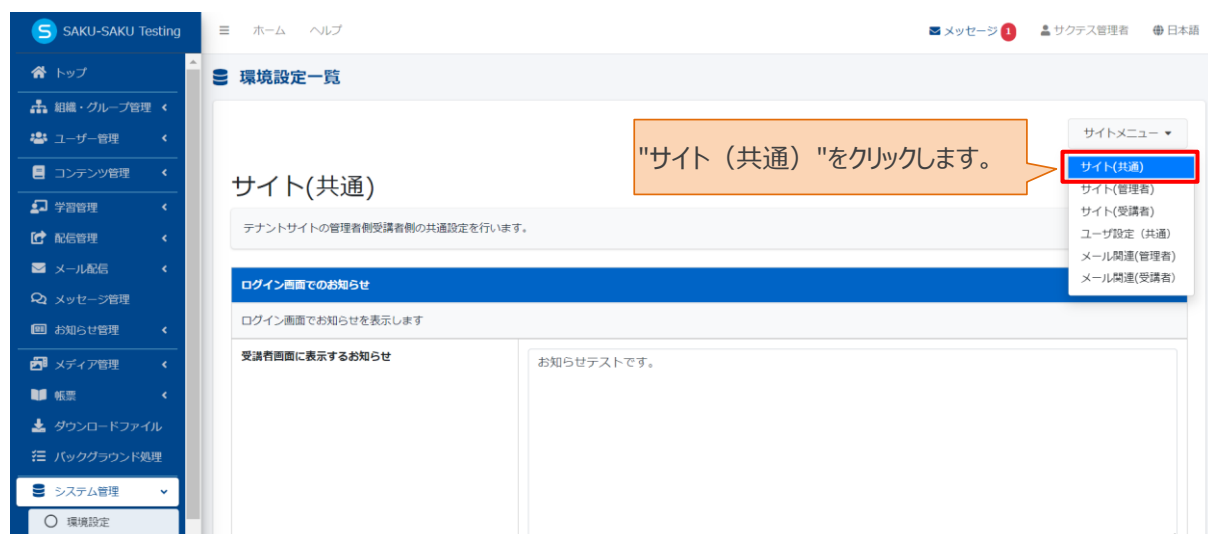 SAKU-SAKU Testing
ホーム ヘルプ
メッセージ 1 サクテス管理者 日本語
トップ
組織・グループ管理
ユーザー管理
コンテンツ管理
学習管理
配信管理
メール配信
メッセージ管理
お知らせ管理
メディア管理
帳票
ダウンロードファイル
バックグラウンド処理
システム管理
環境設定
環境設定一覧
サイトメニュー
"サイト（共通）"をクリックします。
サイト(共通)
サイト(管理者)
サイト(受講者)
ユーザ設定（共通）
メール関連(管理者)
メール関連(受講者)
サイト(共通)
テナントサイトの管理者側受講者側の共通設定を行います。
ログイン画面でのお知らせ
ログイン画面でお知らせを表示します
受講者画面に表示するお知らせ
お知らせテストです。